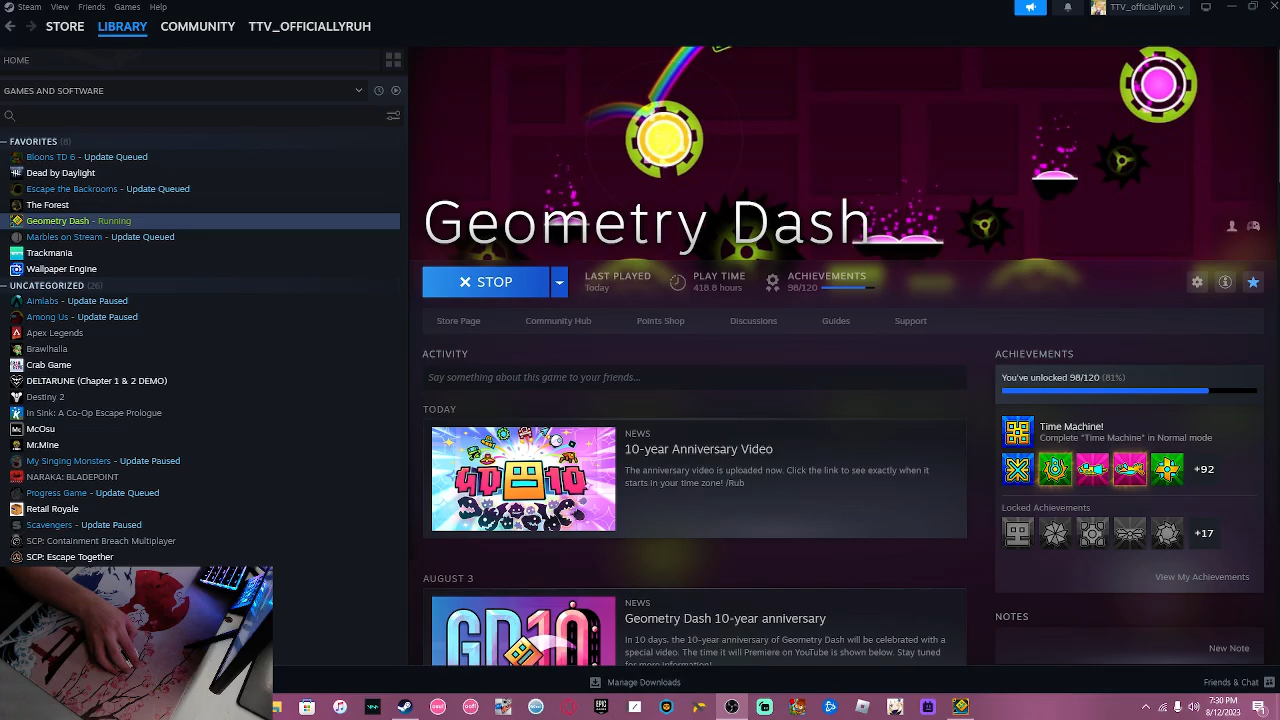 Steam View Friends Games Help
TTV_officiallyruh
STORE LIBRARY COMMUNITY TTV_OFFICIALLYRUH
HOME
GAMES AND SOFTWARE
FAVORITES (8)
Bloons TD 6 - Update Queued
Dead by Daylight
Escape the Backrooms - Update Queued
The Forest
Geometry Dash - Running
Marbles on Stream - Update Queued
Trackmania
Wallpaper Engine
UNCATEGORIZED (26)
Aimlabs - Update Paused
Among Us - Update Paused
Apex Legends
Brawlhalla
Crab Game
DELTARUNE (Chapter 1 & 2 DEMO)
Destiny 2
In Sink: A Co-Op Escape Prologue
McOsu
Mr.Mine
My Singing Monsters - Update Paused
NARAKA: BLADEPOINT
Progress Game - Update Queued
Retail Royale
Scavengers - Update Paused
SCP: Containment Breach Multiplayer
SCP: Escape Together
Geometry Dash
STOP
LAST PLAYED
Today
PLAY TIME
418.8 hours
ACHIEVEMENTS
98/120
Store Page Community Hub Points Shop Discussions Guides Support
ACTIVITY
Say something about this game to your friends...
TODAY
NEWS
10-year Anniversary Video
The anniversary video is uploaded now. Click the link to see exactly when it
starts in your time zone! /Rub
AUGUST 3
GD10
NEWS
Geometry Dash 10-year anniversary
In 10 days, the 10-year anniversary of Geometry Dash will be celebrated with a
special video. The time it will Premiere on YouTube is shown below. Stay tuned
for more information!
ACHIEVEMENTS
You've unlocked 98/120 (81%)
Time Machine!
Complete "Time Machine" in Normal mode
+92
Locked Achievements
+17
View My Achievements
NOTES
New Note
Manage Downloads
Friends & Chat
EPIC GAMES
7:30 PM
8/12/2023